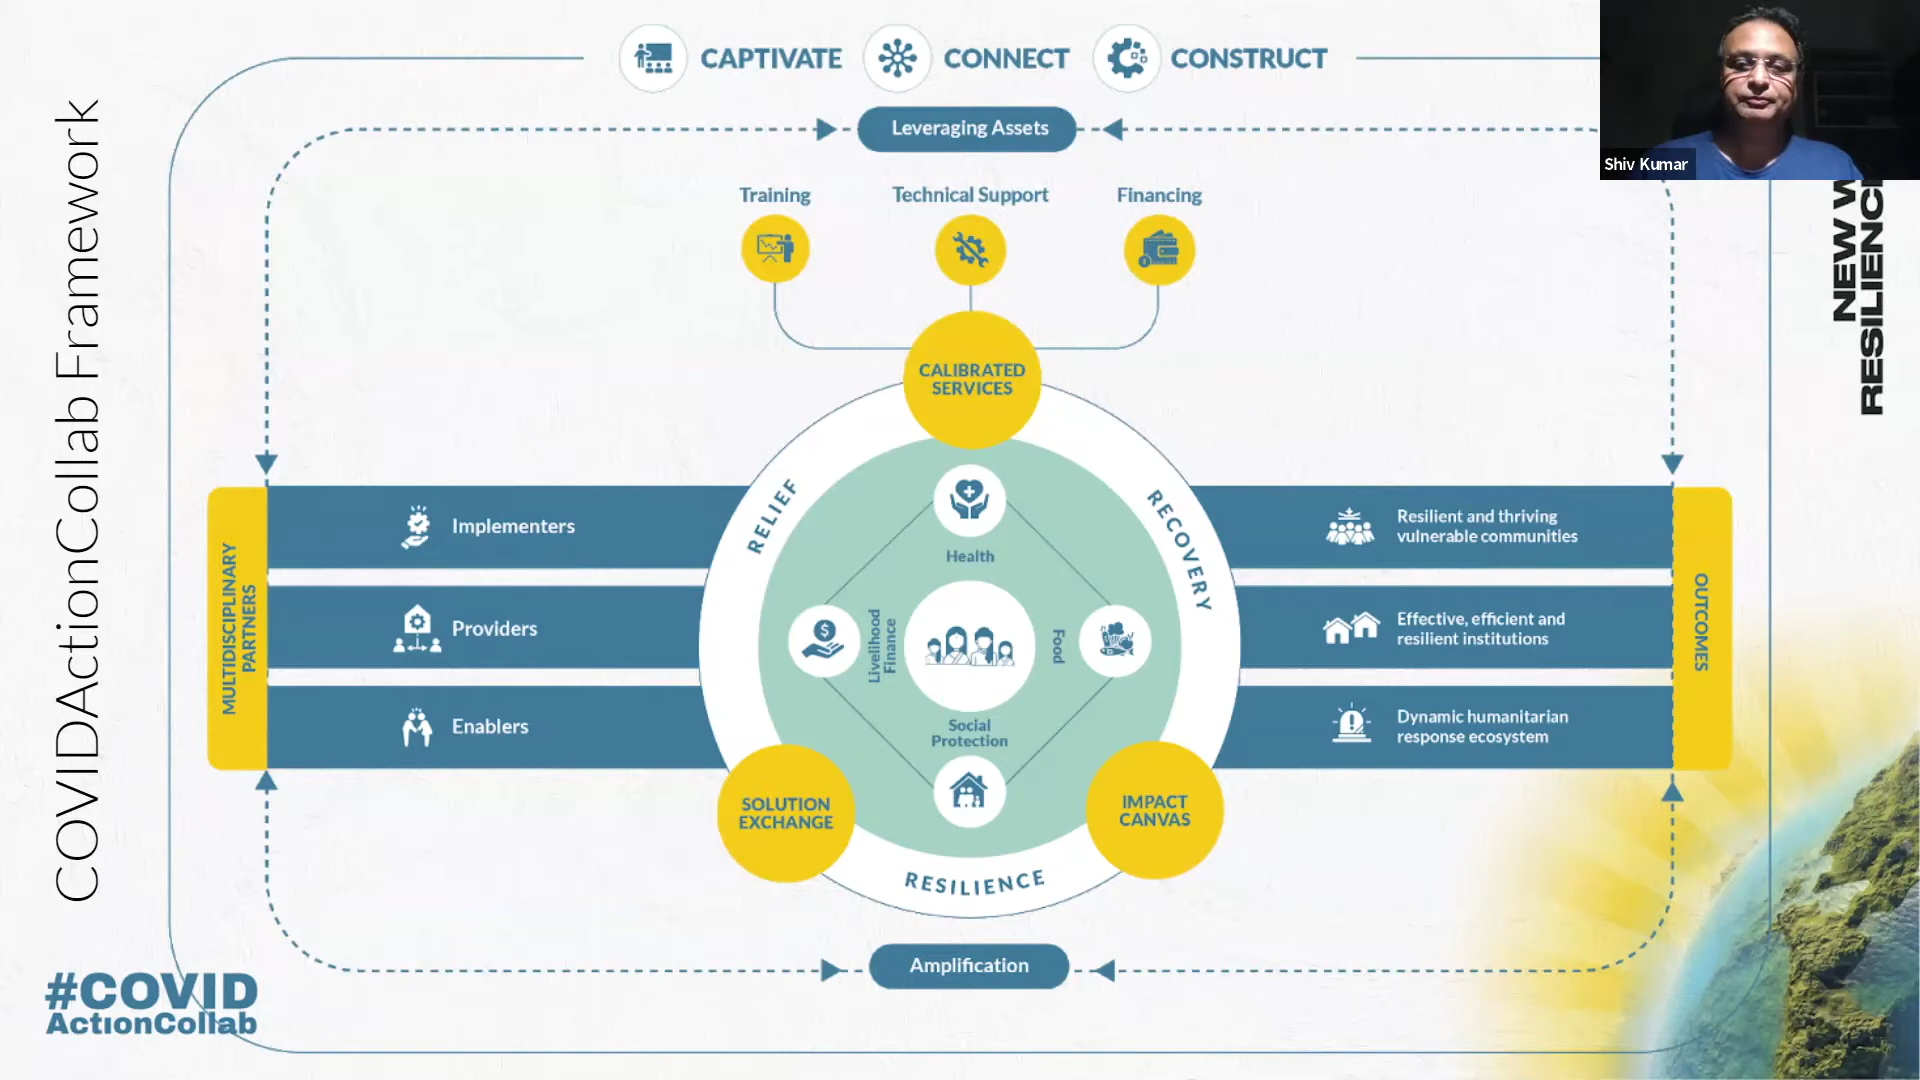 COVIDActionCollab Framework
CAPTIVATE
CONNECT
CONSTRUCT
Leveraging Assets
Training
Technical Support
Financing
CALIBRATED
SERVICES
RELIEF
RECOVERY
RESILIENCE
Health
Livelihood
Finance
Food
Social
Protection
SOLUTION
EXCHANGE
IMPACT
CANVAS
MULTIDISCIPLINARY
PARTNERS
Implementers
Providers
Enablers
Resilient and thriving
vulnerable communities
Effective, efficient and
resilient institutions
Dynamic humanitarian
response ecosystem
OUTCOMES
Amplification
#COVID
ActionCollab
Shiv Kumar
NEW